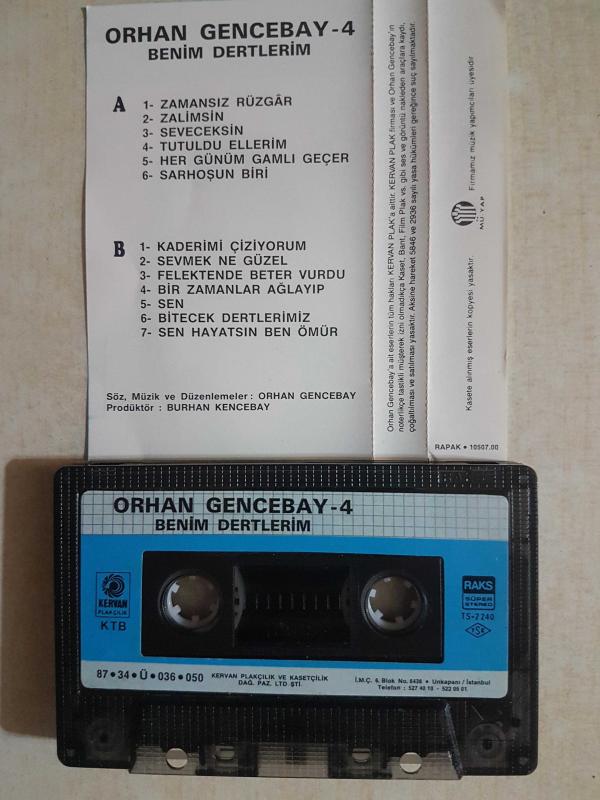 ORHAN GENCEBAY-4
BENİM DERTLERİM
A
1- ZAMANSIZ RÜZGÂR
2- ZALİMSİN
3- SEVECEKSİN
4- TUTULDU ELLERİM
5- HER GÜNÜM GAMLI GEÇER
6- SARHOŞUN BİRİ
B
1- KADERİMİ ÇİZİYORUM
2- SEVMEK NE GÜZEL
3- FELEKTENDE BETER VURDU
4- BİR ZAMANLAR AĞLAYIP
5- SEN
6- BİTECEK DERTLERİMİZ
7- SEN HAYATSIN BEN ÖMÜR
Söz, Müzik ve Düzenlemeler: ORHAN GENCEBAY
Prodüktör : BURHAN KENCEBAY
Orhan Gencebay'a ait eserlerin tüm hakları KERVAN PLAK'a aittir. KERVAN PLAK firması ve Orhan Gencebay'ın
noterlikçe tastikli müşterek izni olmadıkça Kaset, Bant, Film Plak vs. gibi ses ve görüntü nakleden araçlara kaydı,
çoğaltılması ve satılması yasaktır. Aksine hareket 5846 ve 2936 sayılı yasa hükümleri gereğince suç sayılmaktadır.
Kasete alınmış eserlerin kopyesi yasaktır.
MÜ-YAP
Firmamız müzik yapımcıları üyesidir
RAPAK • 10507.00
ORHAN GENCEBAY-4
BENİM DERTLERİM
KERVAN
PLAKÇILIK
KTB
RAKS
SÜPER
STEREO
TS-2240
TSE
87•34•Ü•036•050
KERVAN PLAKÇILIK VE KASETÇİLİK
DAĞ. PAZ. LTD ŞTİ.
İ.M.Ç. 6. Blok No. 6438 • Unkapanı / İstanbul
Telefon : 527 40 10 - 522 05 01